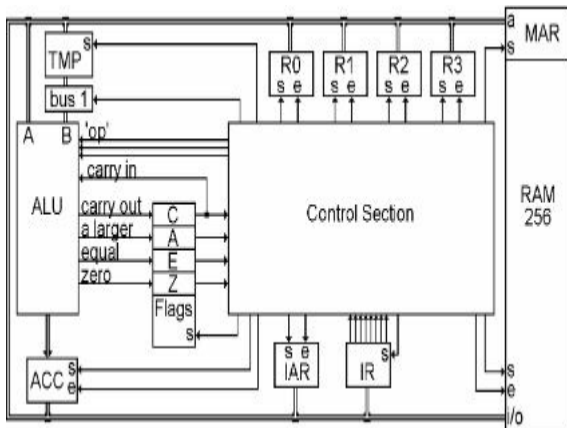 a
MAR
s
TMP
s
R0
s e
R1
s e
R2
s e
R3
s e
bus 1
A
B
'op'
carry in
ALU
carry out
a larger
equal
zero
C
A
E
Z
Flags
s
Control Section
RAM
256
ACC
s
e
s e
IAR
s
IR
s
e
i/o